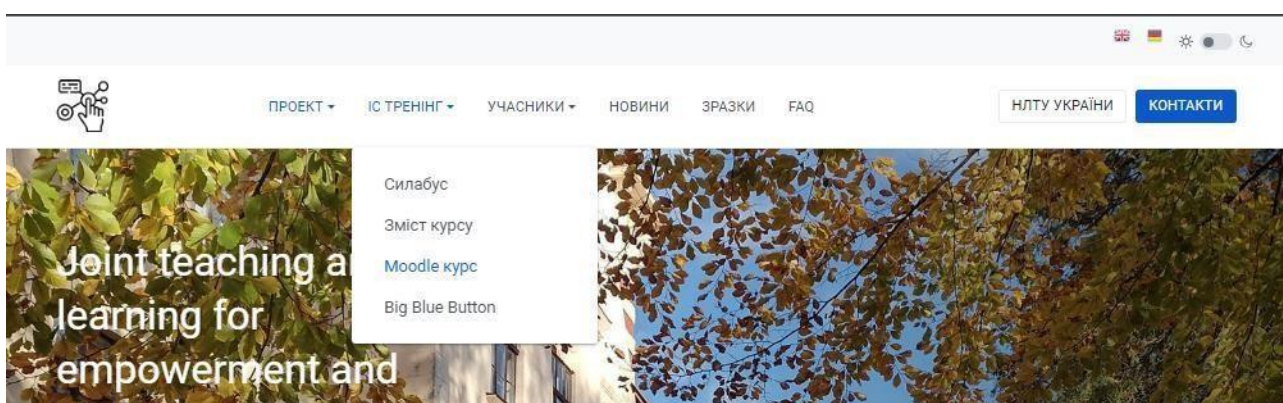 ПРОЕКТ ІС ТРЕНІНГ УЧАСНИКИ НОВИНИ ЗРАЗКИ FAQ НЛТУ УКРАЇНИ КОНТАКТИ
Силабус
Зміст курсу
Moodle курс
Big Blue Button
Joint teaching
learning for
empowerment and